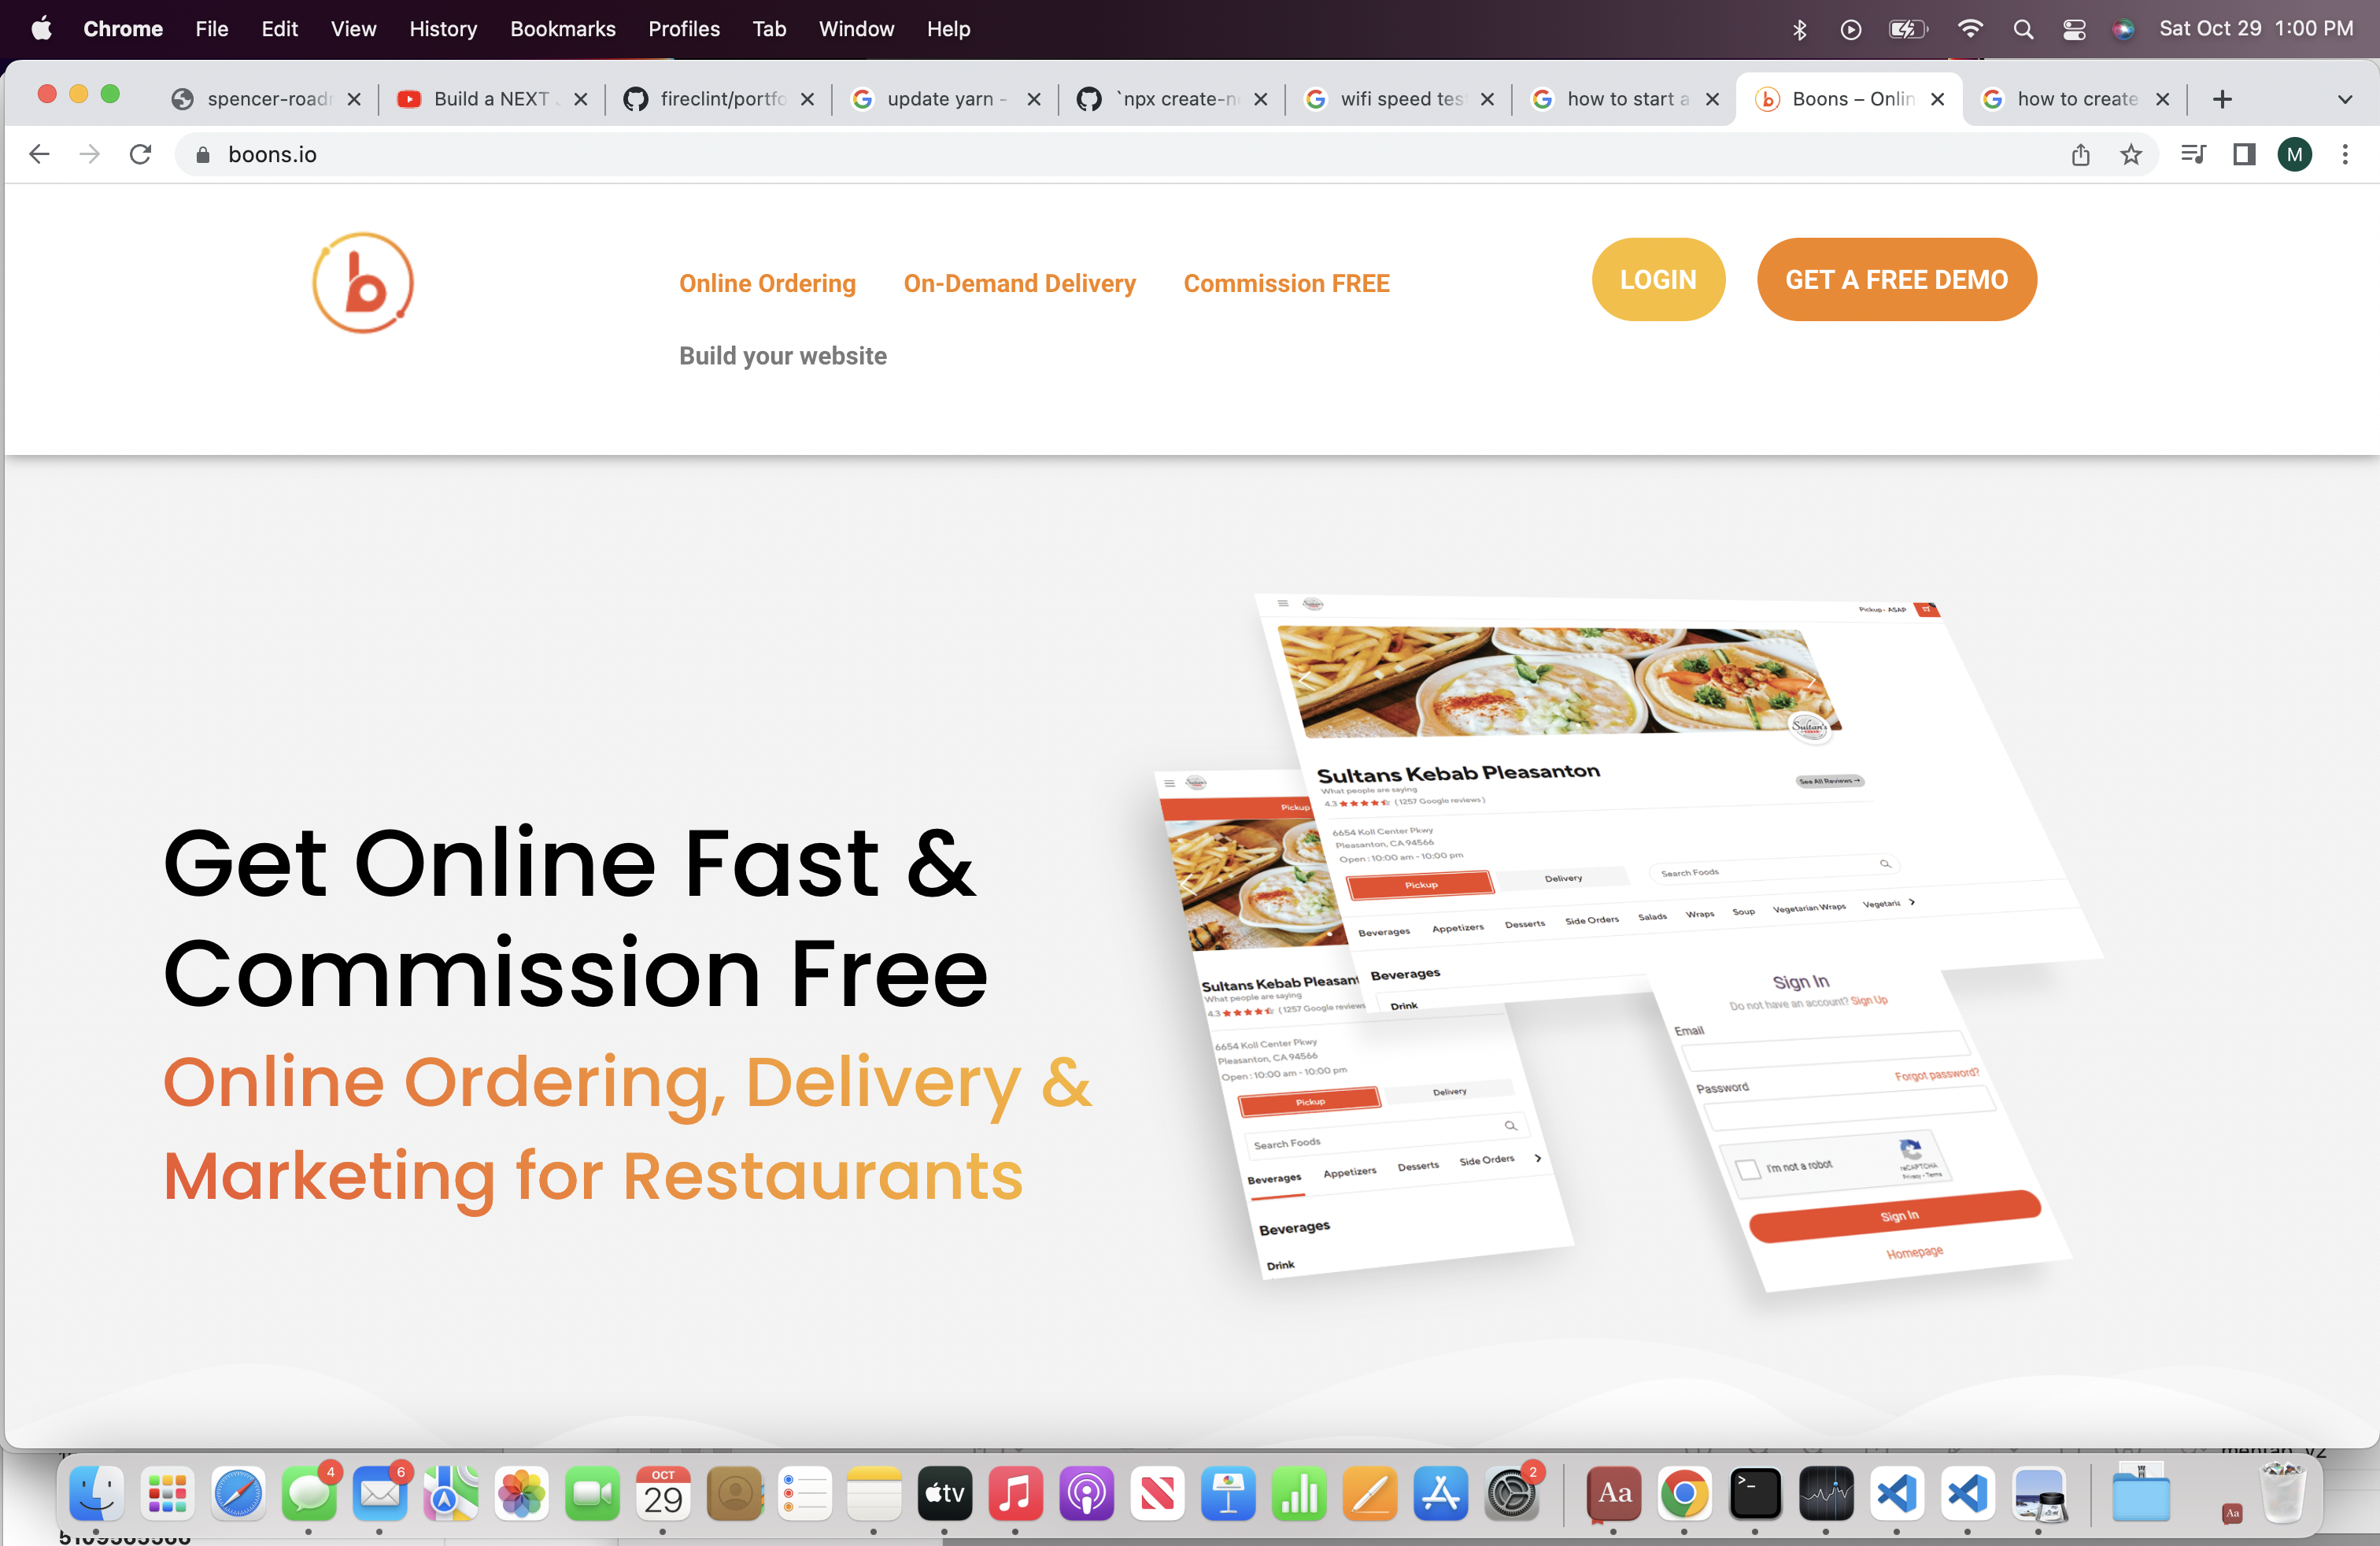 Chrome File Edit View History Bookmarks Profiles Tab Window Help Sat Oct 29 1:00 PM
spencer-road Build a NEXT fireclint/portfo update yarn - `npx create-n wifi speed tes how to start a Boons – Onlin how to create
boons.io
M
Online Ordering On-Demand Delivery Commission FREE
LOGIN GET A FREE DEMO
Build your website
Get Online Fast &
Commission Free
Online Ordering, Delivery &
Marketing for Restaurants
Pickup - ASAP
Sultan's
Sultans Kebab Pleasanton
What people are saying
4.3 (1257 Google reviews)
See All Reviews →
6654 Koll Center Pkwy
Pleasanton, CA 94566
Open : 10:00 am - 10:00 pm
Pickup Delivery Search Foods
Beverages Appetizers Desserts Side Orders Salads Wraps Soup Vegetarian Wraps Vegetaria
Beverages
Drink
Pickup
Sultans Kebab Pleasant
What people are saying
4.3 (1257 Google reviews
6654 Koll Center Pkwy
Pleasanton, CA 94566
Open : 10:00 am - 10:00 pm
Pickup Delivery
Search Foods
Beverages Appetizers Desserts Side Orders
Beverages
Drink
Sign In
Do not have an account? Sign Up
Email
Password Forgot password?
I'm not a robot
reCAPTCHA
Privacy - Terms
Sign In
Homepage
4 6 OCT 29 tv 2 Aa
Aa